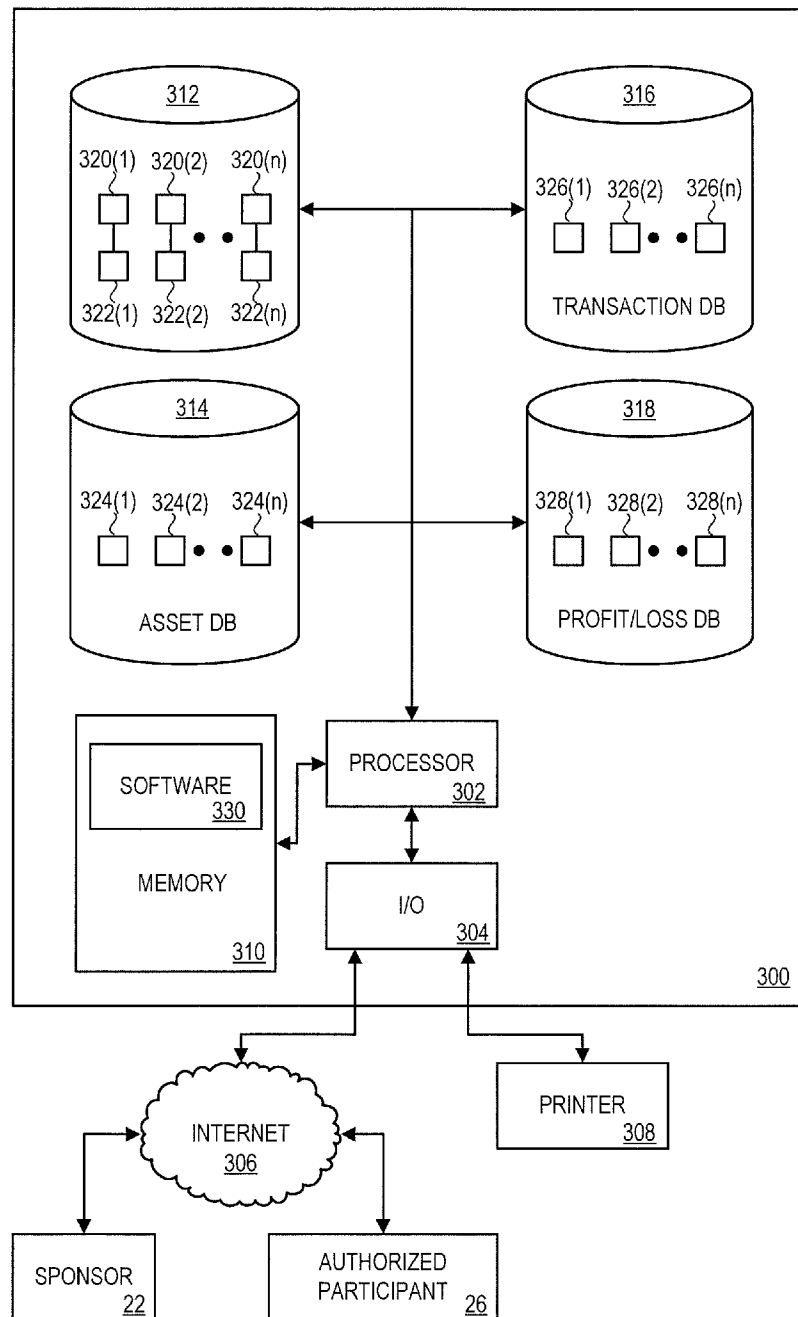 312
320(1) 320(2) 320(n)
322(1) 322(2) 322(n)
316
326(1) 326(2) 326(n)
TRANSACTION DB
314
324(1) 324(2) 324(n)
ASSET DB
318
328(1) 328(2) 328(n)
PROFIT/LOSS DB
SOFTWARE
330
MEMORY
310
PROCESSOR
302
I/O
304
300
INTERNET
306
PRINTER
308
SPONSOR
22
AUTHORIZED
PARTICIPANT
26